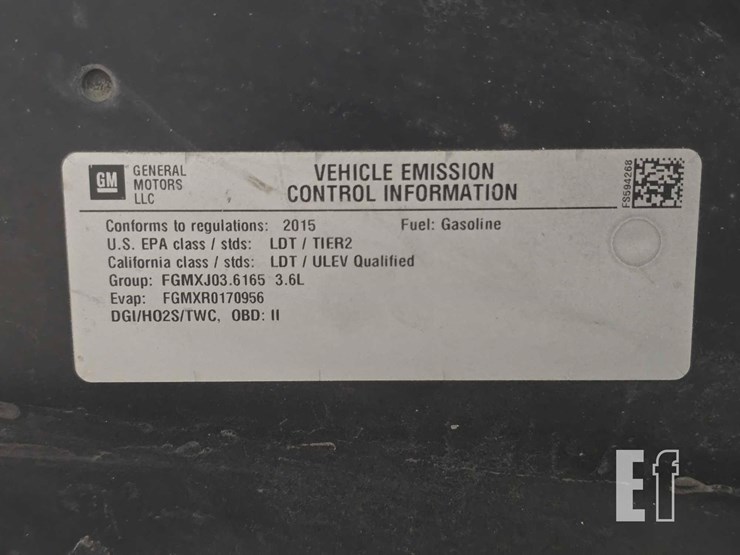 GM
GENERAL MOTORS LLC
VEHICLE EMISSION
CONTROL INFORMATION
FS594268
Conforms to regulations: 2015 Fuel: Gasoline
U.S. EPA class / stds: LDT / TIER2
California class / stds: LDT / ULEV Qualified
Group: FGMXJ03.6165 3.6L
Evap: FGMXR0170956
DGI/HO2S/TWC, OBD: II
Ef